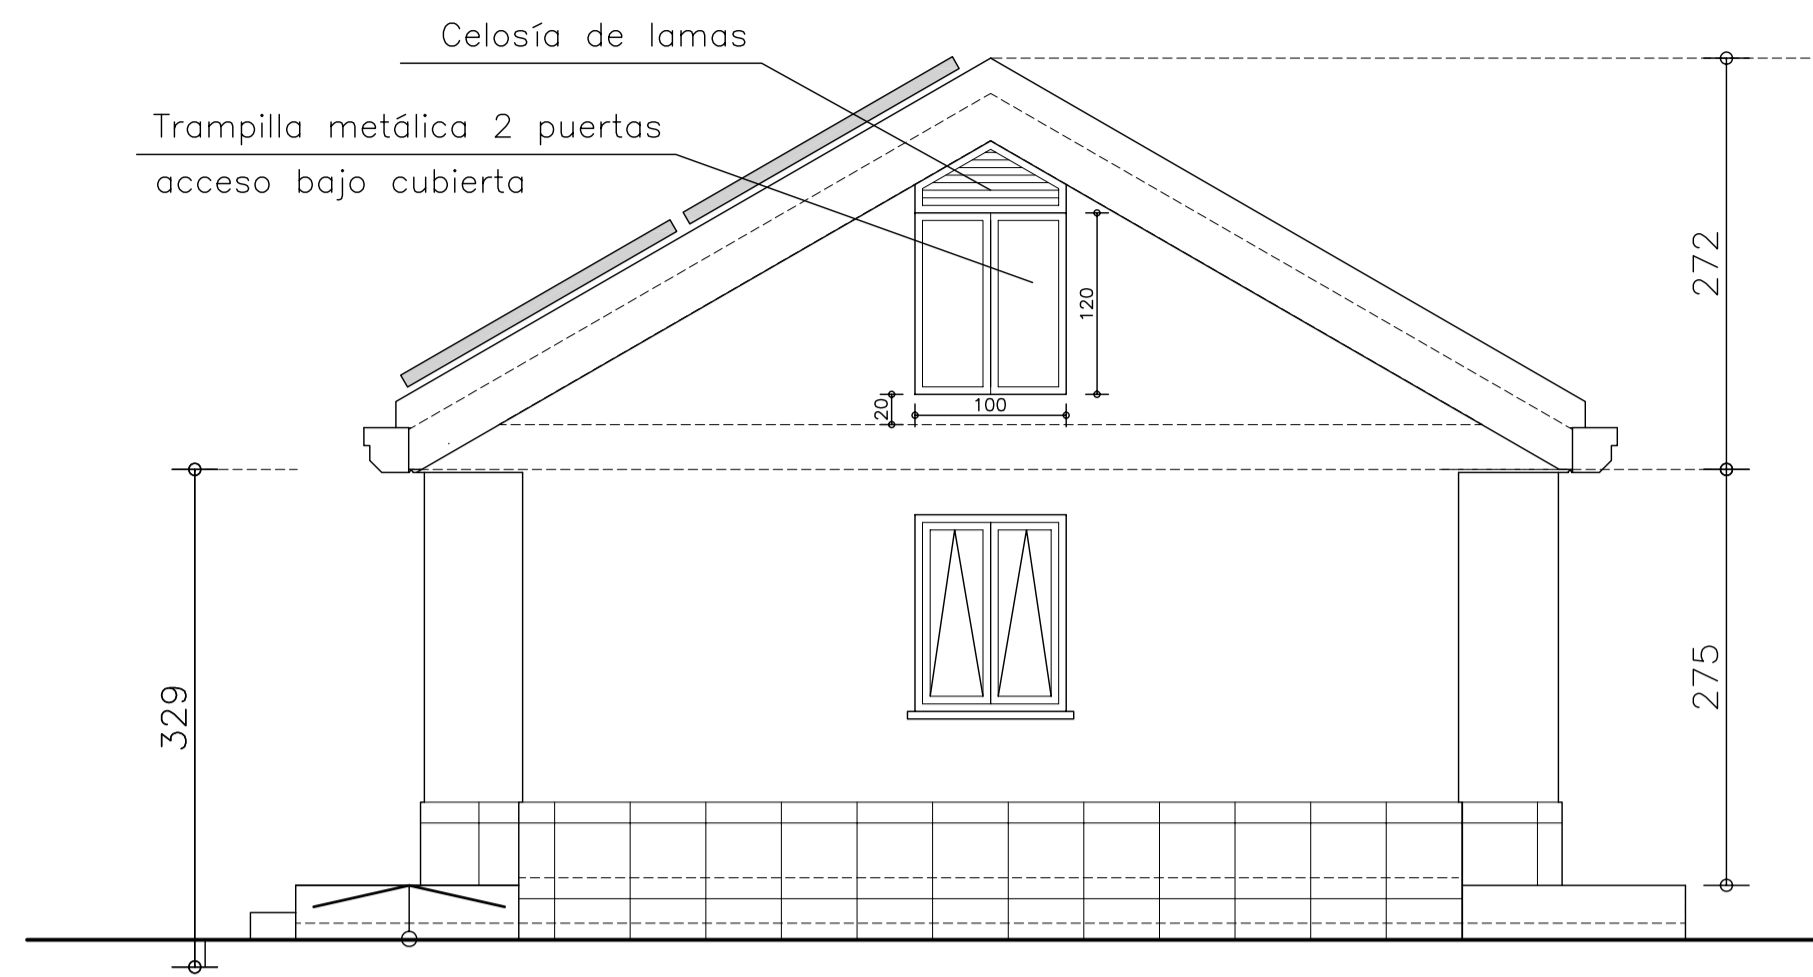 Celosía de lamas
Trampilla metálica 2 puertas
acceso bajo cubierta
272
120
20
100
275
329